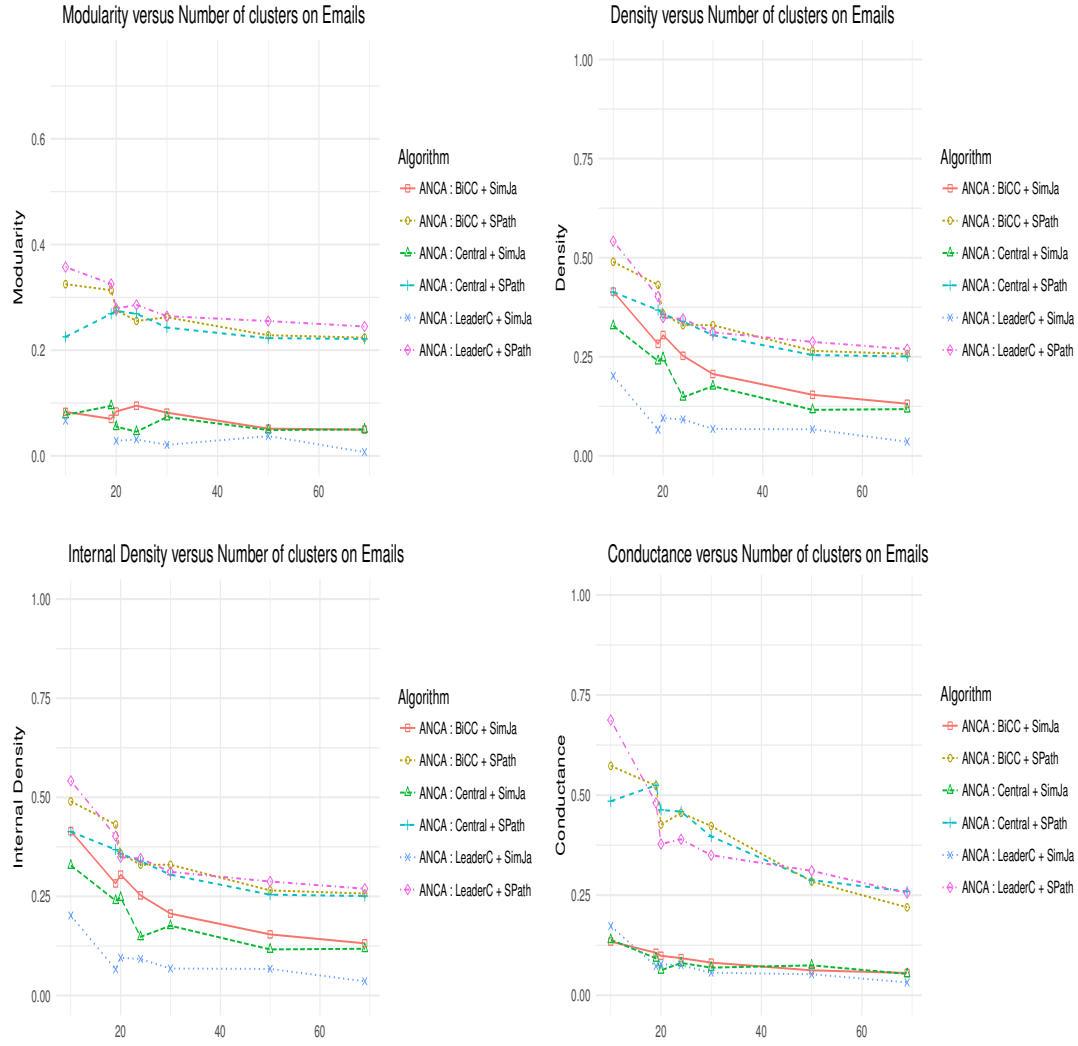 Modularity versus Number of clusters on Emails
Modularity
0.6
0.4
0.2
0.0
20
40
60
Algorithm
ANCA : BiCC + SimJa
ANCA : BiCC + SPath
ANCA : Central + SimJa
ANCA : Central + SPath
ANCA : LeaderC + SimJa
ANCA : LeaderC + SPath
Density versus Number of clusters on Emails
Density
1.00
0.75
0.50
0.25
0.00
20
40
60
Algorithm
ANCA : BiCC + SimJa
ANCA : BiCC + SPath
ANCA : Central + SimJa
ANCA : Central + SPath
ANCA : LeaderC + SimJa
ANCA : LeaderC + SPath
Internal Density versus Number of clusters on Emails
Internal Density
1.00
0.75
0.50
0.25
0.00
20
40
60
Algorithm
ANCA : BiCC + SimJa
ANCA : BiCC + SPath
ANCA : Central + SimJa
ANCA : Central + SPath
ANCA : LeaderC + SimJa
ANCA : LeaderC + SPath
Conductance versus Number of clusters on Emails
Conductance
1.00
0.75
0.50
0.25
0.00
20
40
60
Algorithm
ANCA : BiCC + SimJa
ANCA : BiCC + SPath
ANCA : Central + SimJa
ANCA : Central + SPath
ANCA : LeaderC + SimJa
ANCA : LeaderC + SPath